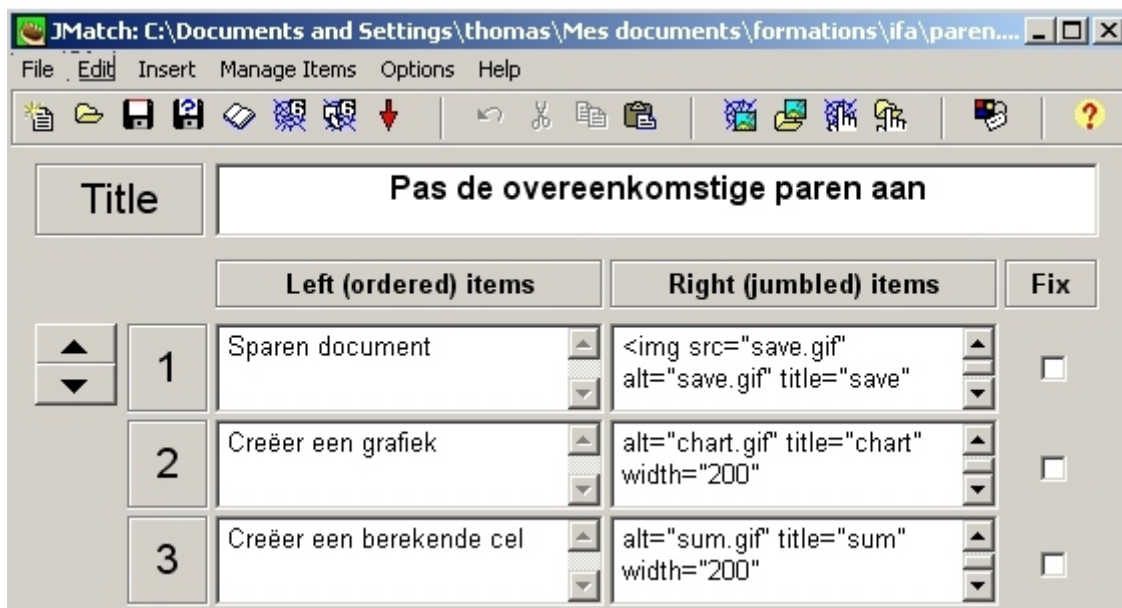 JMatch: C:\Documents and Settings\thomas\Mes documents\formations\ifa\paren....
File Edit Insert Manage Items Options Help
Title
Pas de overeenkomstige paren aan
Left (ordered) items Right (jumbled) items Fix
1
Sparen document
<img src="save.gif"
alt="save.gif" title="save"
2
Creëer een grafiek
alt="chart.gif" title="chart"
width="200"
3
Creëer een berekende cel
alt="sum.gif" title="sum"
width="200"